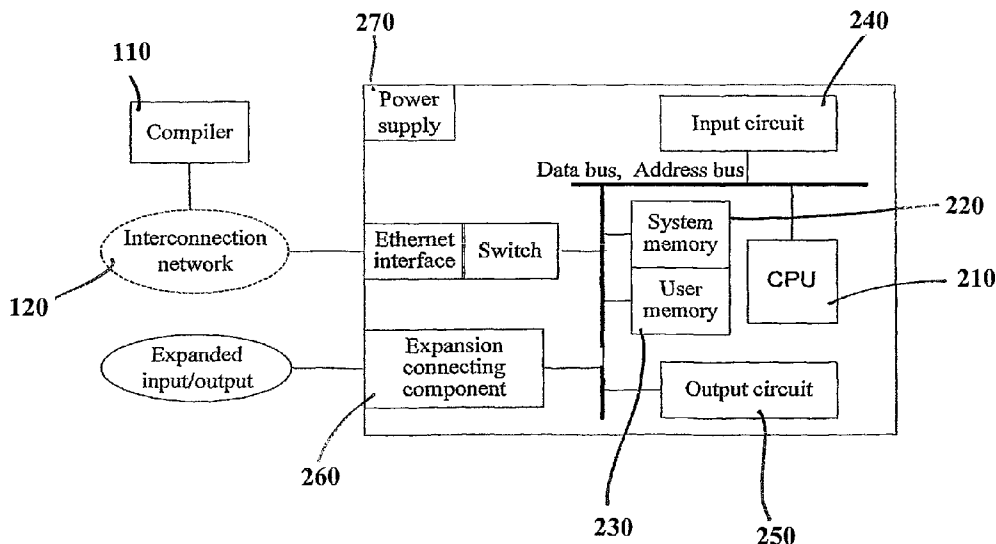 270
240
110
Power
supply
Compiler
Input circuit
Data bus, Address bus
220
System
memory
Interconnection
network
Ethernet
interface
Switch
CPU
210
User
memory
120
Expanded
input/output
Expansion
connecting
component
Output circuit
260
230
250